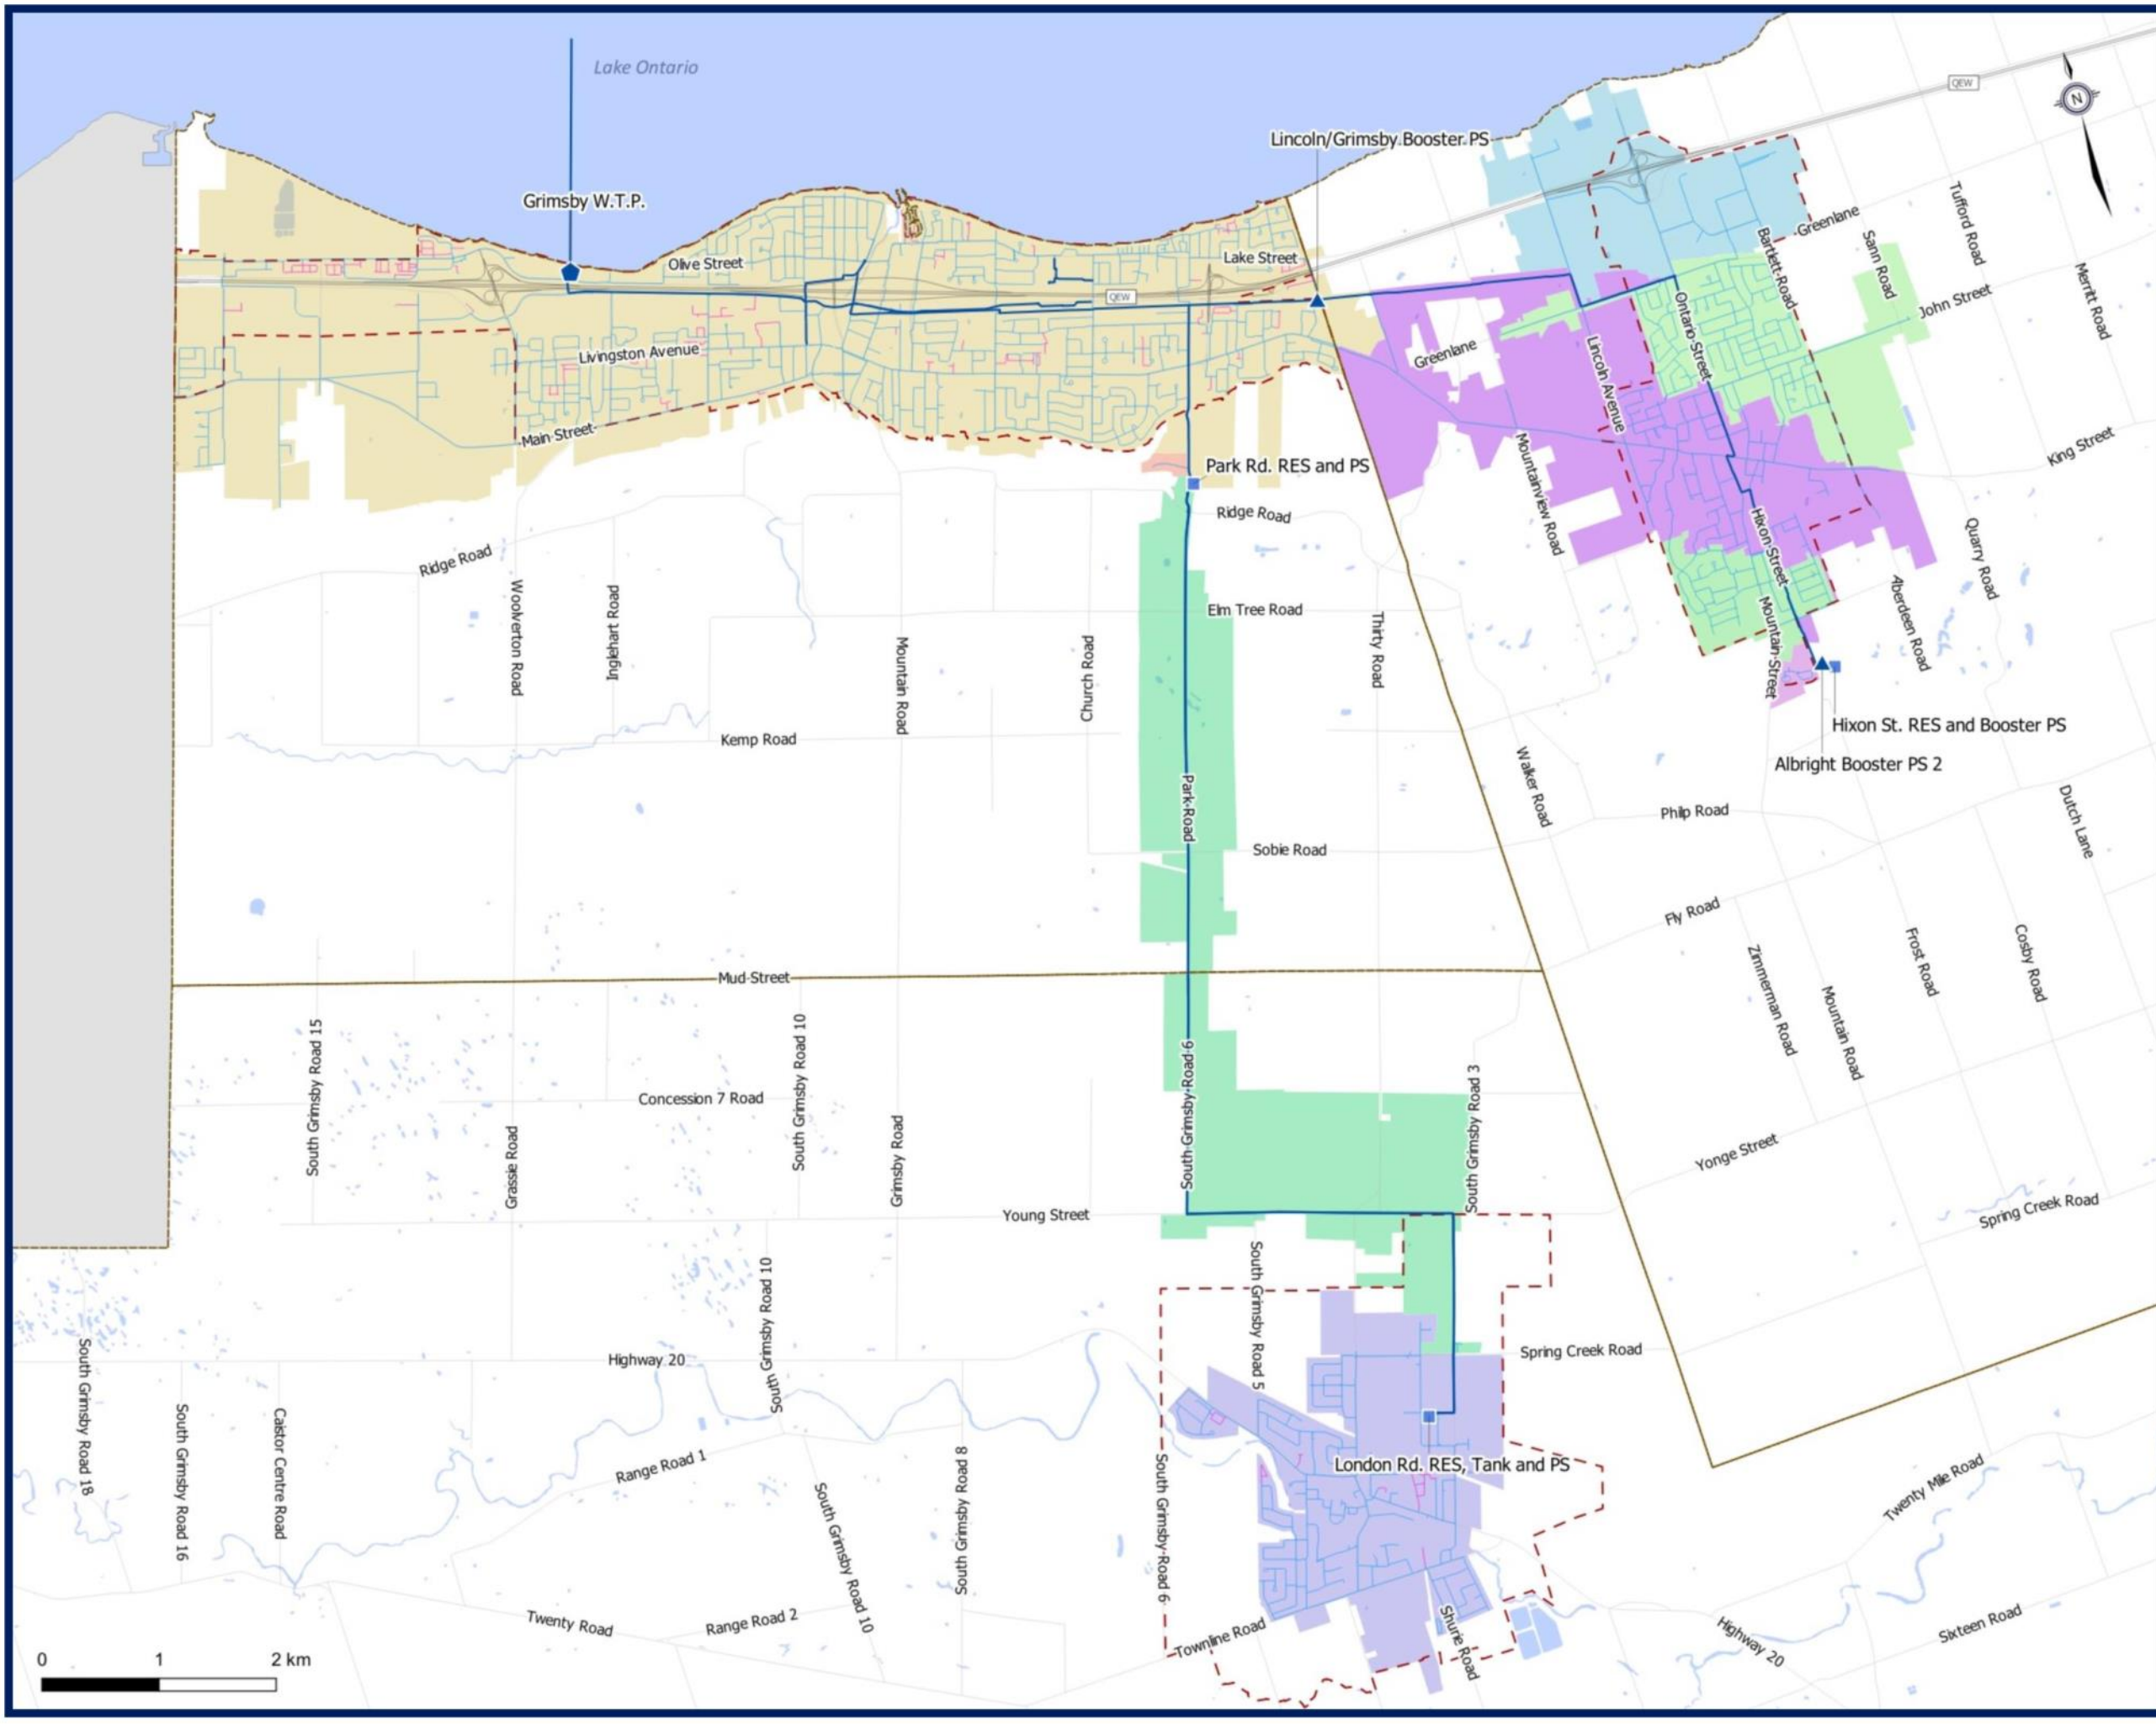 Lake Ontario
QEW
N
Lincoln/Grimsby Booster PS
Grimsby W.T.P.
Tufford Road
Greenlane
Bartlett Road
Sann Road
Merritt Road
Olive Street
Lake Street
QEW
John Street
Ontario Street
Livingston Avenue
Greenlane
Lincoln Avenue
Main Street
King Street
Park Rd. RES and PS
Mountainview Road
Ridge Road
Hixon Street
Quarry Road
Ridge Road
Woolverton Road
Inglehart Road
Elm Tree Road
Mountain Street
Aberdeen Road
Mountain Road
Church Road
Thirty Road
Kemp Road
Hixon St. RES and Booster PS
Albright Booster PS 2
Walker Road
Park Road
Philp Road
Dutch Lane
Sobie Road
Fly Road
Mud Street
Zimmerman Road
Mountain Road
Frost Road
Cosby Road
South Grimsby Road 15
South Grimsby Road 10
Concession 7 Road
Grassie Road
Grimsby Road
South Grimsby Road 6
South Grimsby Road 3
Yonge Street
Young Street
Spring Creek Road
South Grimsby Road 10
South Grimsby Road 5
Highway 20
Spring Creek Road
South Grimsby Road 18
South Grimsby Road 16
Caistor Centre Road
Range Road 1
South Grimsby Road 10
South Grimsby Road 8
South Grimsby Road 6
London Rd. RES, Tank and PS
Twenty Mile Road
Twenty Road
Range Road 2
Townline Road
Shurie Road
Highway 20
Sixteen Road
0 1 2 km